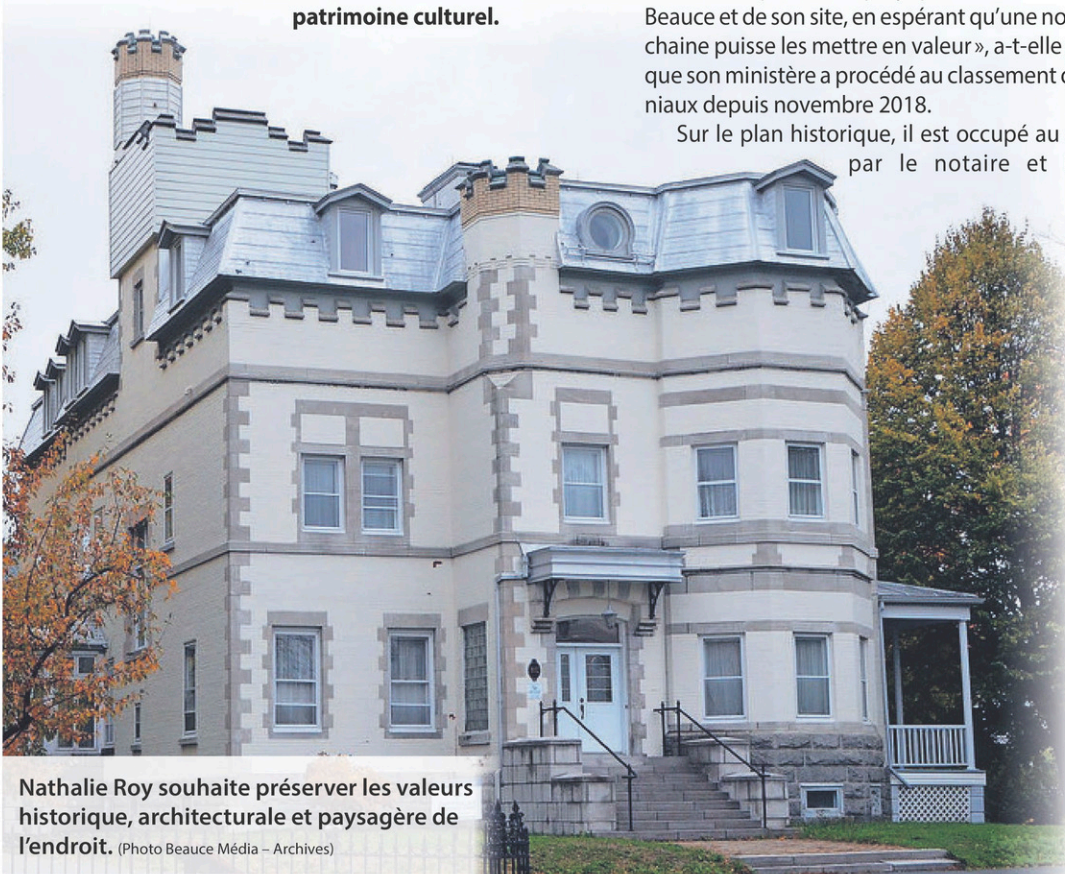 patrimoine culturel.
Beauce et de son site, en espérant qu'une no
chaine puisse les mettre en valeur», a-t-elle
que son ministère a procédé au classement
niaux depuis novembre 2018.
Sur le plan historique, il est occupé au
par le notaire et
Nathalie Roy souhaite préserver les valeurs
historique, architecturale et paysagère de
l'endroit. (Photo Beauce Média – Archives)